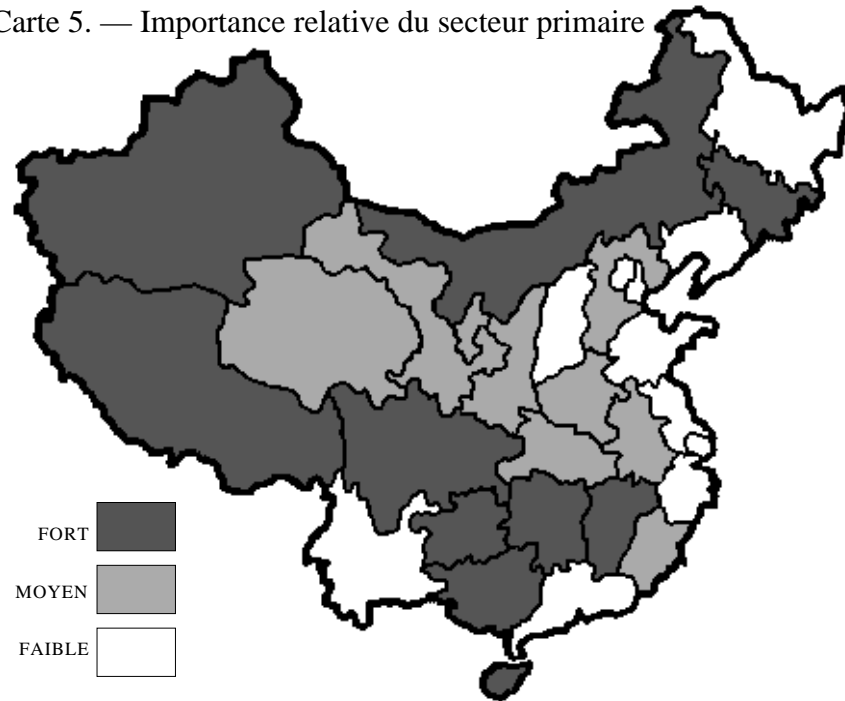 Carte 5. — Importance relative du secteur primaire
FORT
MOYEN
FAIBLE